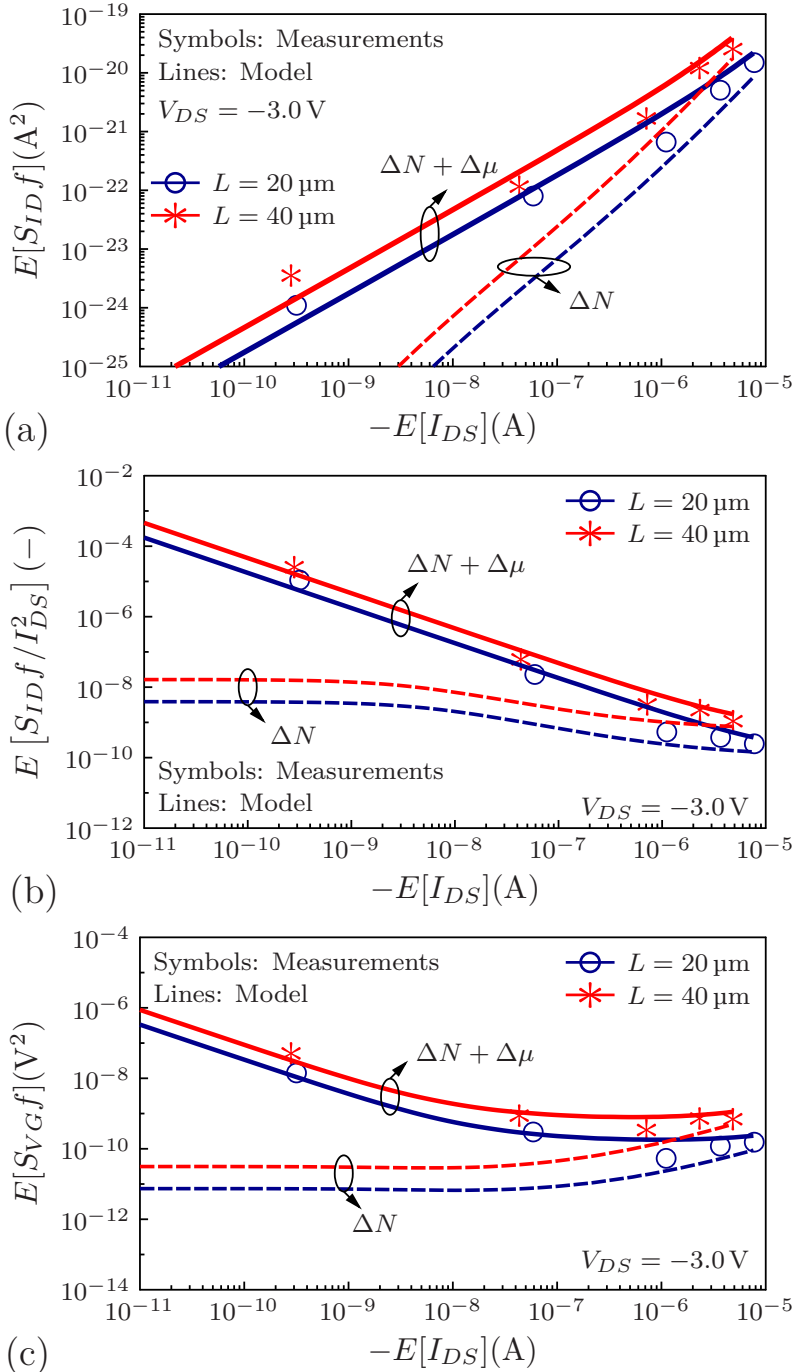 E[S_ID f](A²)
10⁻¹⁹
10⁻²⁰
10⁻²¹
10⁻²²
10⁻²³
10⁻²⁴
10⁻²⁵
Symbols: Measurements
Lines: Model
V_DS = −3.0 V
L = 20 µm
L = 40 µm
ΔN + Δμ
ΔN
10⁻¹¹ 10⁻¹⁰ 10⁻⁹ 10⁻⁸ 10⁻⁷ 10⁻⁶ 10⁻⁵
−E[I_DS](A)
(a)
E [S_ID f/I²_DS] (−)
10⁻²
10⁻⁴
10⁻⁶
10⁻⁸
10⁻¹⁰
10⁻¹²
L = 20 µm
L = 40 µm
ΔN + Δμ
ΔN
Symbols: Measurements
Lines: Model
V_DS = −3.0 V
10⁻¹¹ 10⁻¹⁰ 10⁻⁹ 10⁻⁸ 10⁻⁷ 10⁻⁶ 10⁻⁵
−E[I_DS](A)
(b)
E[S_VG f](V²)
10⁻⁴
10⁻⁶
10⁻⁸
10⁻¹⁰
10⁻¹²
10⁻¹⁴
Symbols: Measurements
Lines: Model
L = 20 µm
L = 40 µm
ΔN + Δμ
ΔN
V_DS = −3.0 V
10⁻¹¹ 10⁻¹⁰ 10⁻⁹ 10⁻⁸ 10⁻⁷ 10⁻⁶ 10⁻⁵
−E[I_DS](A)
(c)